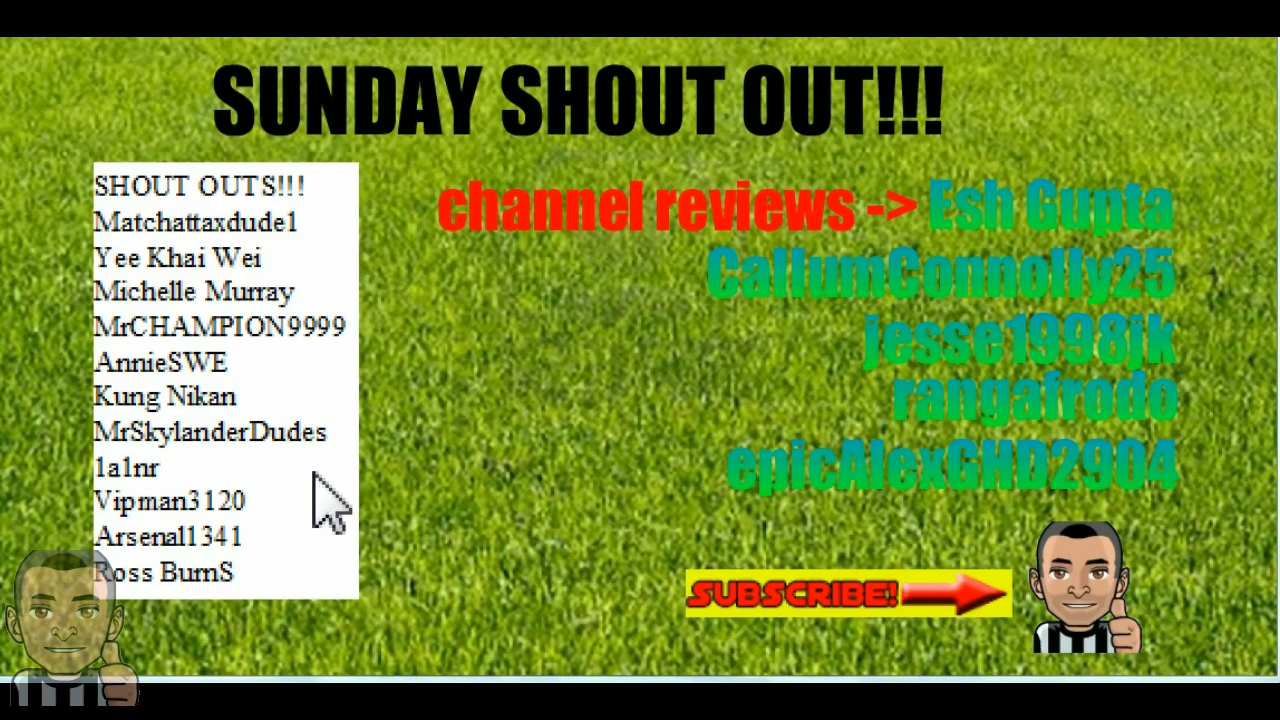 SUNDAY SHOUT OUT!!!
SHOUT OUTS!!!
Matchattaxdude1
Yee Khai Wei
Michelle Murray
MrCHAMPION9999
AnnieSWE
Kung Nikan
MrSkylanderDudes
1a1nr
Vipman3120
Arsenal1341
Ross BurnS
channel reviews -> Esh Gupta
CallumConnolly25
jesse1998jk
rangafrodo
epicAlexGHD2904
SUBSCRIBE!